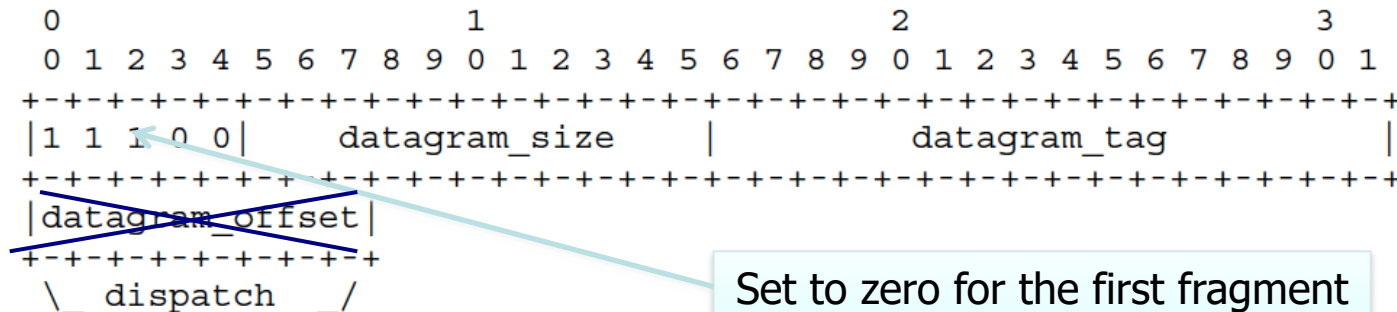 0 1 2 3
0 1 2 3 4 5 6 7 8 9 0 1 2 3 4 5 6 7 8 9 0 1 2 3 4 5 6 7 8 9 0 1
+-+-+-+-+-+-+-+-+-+-+-+-+-+-+-+-+-+-+-+-+-+-+-+-+-+-+-+-+-+-+-+-+
|1 1 1 0 0| datagram_size | datagram_tag |
+-+-+-+-+-+-+-+-+-+-+-+-+-+-+-+-+-+-+-+-+-+-+-+-+-+-+-+-+-+-+-+-+
|datagram_offset|
+-+-+-+-+-+-+-+-+
\_ dispatch _/
Set to zero for the first fragment